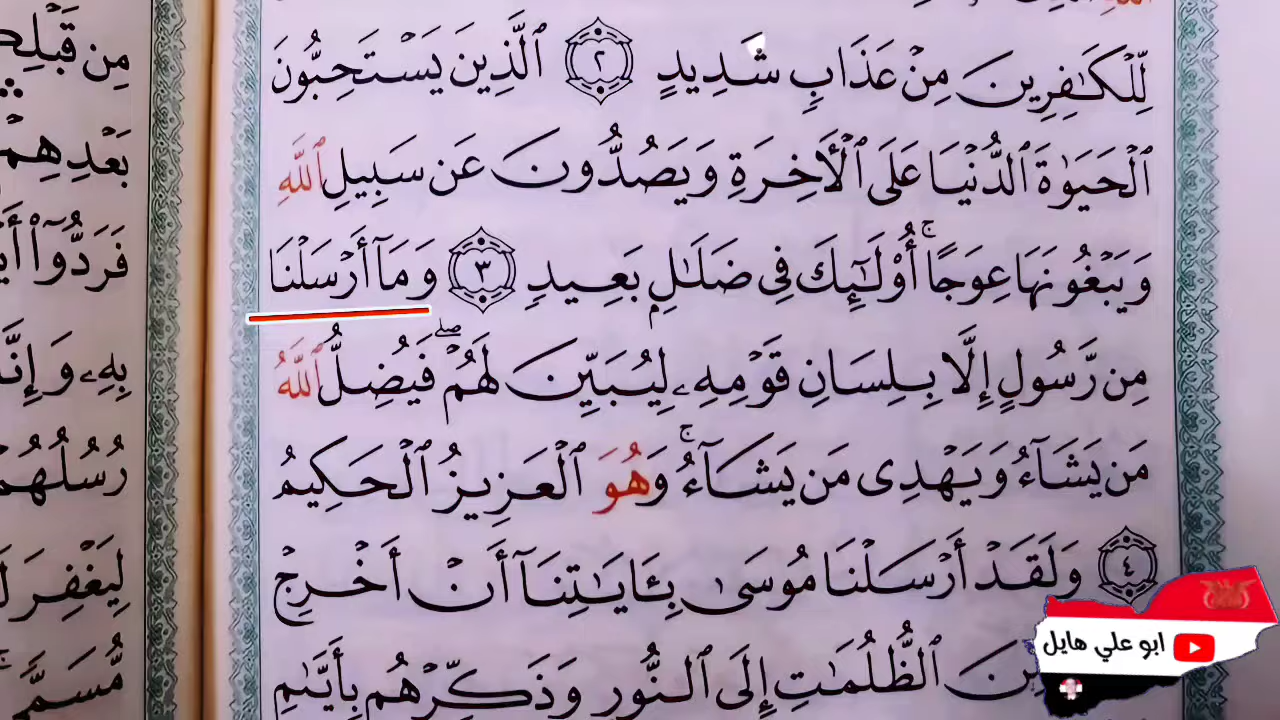 لِّلْكَـٰفِرِينَ مِنْ عَذَابٍ شَدِيدٍ ٢ ٱلَّذِينَ يَسْتَحِبُّونَ
ٱلْحَيَوٰةَ ٱلدُّنْيَا عَلَى ٱلْأَخِرَةِ وَيَصُدُّونَ عَن سَبِيلِ ٱللَّهِ
وَيَبْغُونَهَا عِوَجًا ۚ أُوْلَـٰٓئِكَ فِى ضَلَـٰلٍۭ بَعِيدٍ ٣ وَمَآ أَرْسَلْنَا
مِن رَّسُولٍ إِلَّا بِلِسَانِ قَوْمِهِۦ لِيُبَيِّنَ لَهُمْ ۖ فَيُضِلُّ ٱللَّهُ
مَن يَشَآءُ وَيَهْدِى مَن يَشَآءُ ۚ وَهُوَ ٱلْعَزِيزُ ٱلْحَكِيمُ
٤ وَلَقَدْ أَرْسَلْنَا مُوسَىٰ بِـَٔايَـٰتِنَآ أَنْ أَخْرِجْ
ٱلظُّلُمَـٰتِ إِلَى ٱلنُّورِ وَذَكِّرْهُم بِأَيَّىٰمِ
مِن قَبْلِكُ
بَعْدِهِمْ
فَرَدُّوٓاْ
بِهِۦ وَإِنَّا
رُسُلُهُمْ
لِيَغْفِرَ
مُّسَمًّى ۚ
ابو علي هايل